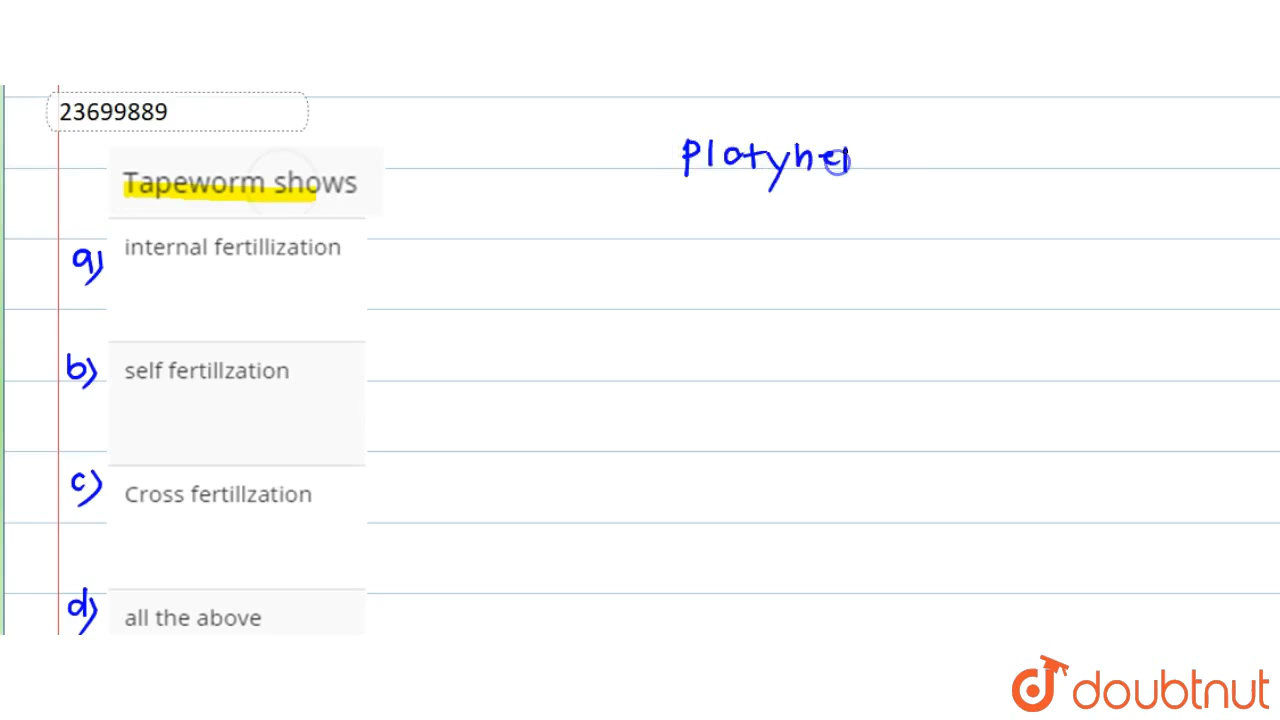 23699889
Platyhel
Tapeworm shows
a) internal fertillization
b) self fertillzation
c) Cross fertillzation
d) all the above
doubtnut